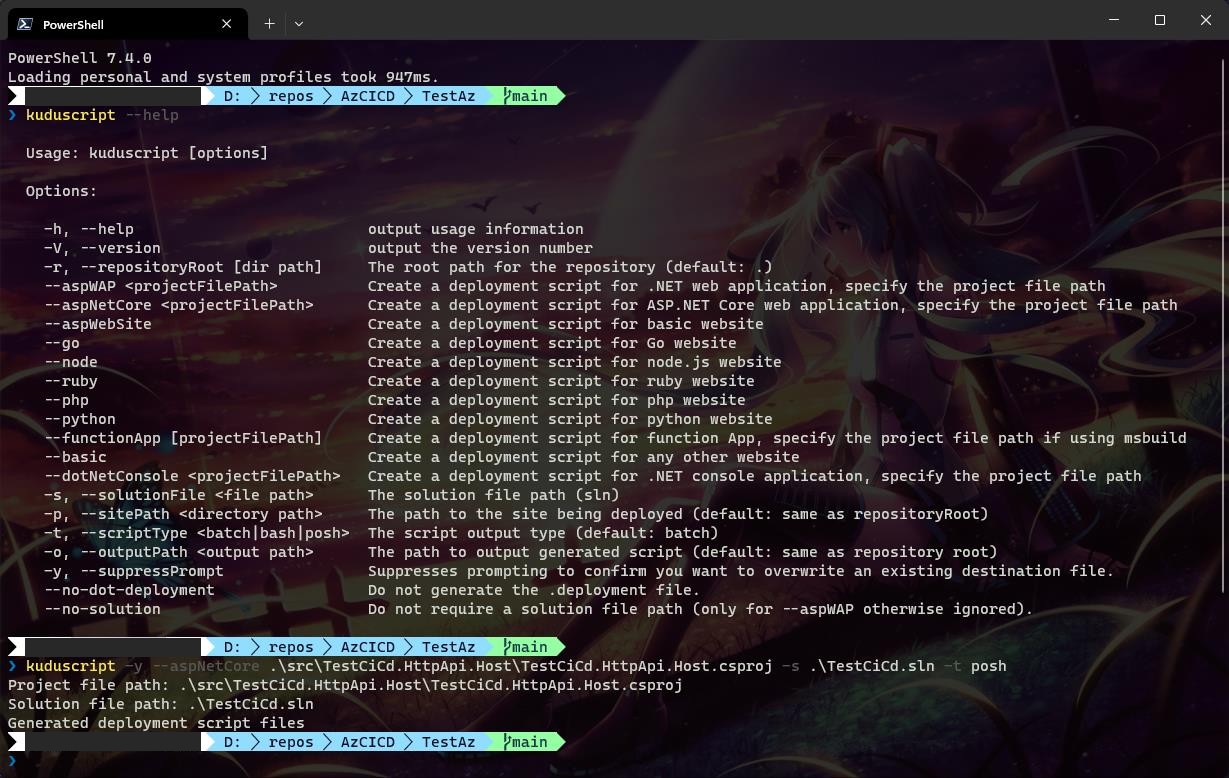 PowerShell
PowerShell 7.4.0
Loading personal and system profiles took 947ms.
D: repos AzCICD TestAz main
❯ kuduscript --help
Usage: kuduscript [options]
Options:
-h, --help output usage information
-V, --version output the version number
-r, --repositoryRoot [dir path] The root path for the repository (default: .)
--aspWAP <projectFilePath> Create a deployment script for .NET web application, specify the project file path
--aspNetCore <projectFilePath> Create a deployment script for ASP.NET Core web application, specify the project file path
--aspWebSite Create a deployment script for basic website
--go Create a deployment script for Go website
--node Create a deployment script for node.js website
--ruby Create a deployment script for ruby website
--php Create a deployment script for php website
--python Create a deployment script for python website
--functionApp [projectFilePath] Create a deployment script for function App, specify the project file path if using msbuild
--basic Create a deployment script for any other website
--dotNetConsole <projectFilePath> Create a deployment script for .NET console application, specify the project file path
-s, --solutionFile <file path> The solution file path (sln)
-p, --sitePath <directory path> The path to the site being deployed (default: same as repositoryRoot)
-t, --scriptType <batch|bash|posh> The script output type (default: batch)
-o, --outputPath <output path> The path to output generated script (default: same as repository root)
-y, --suppressPrompt Suppresses prompting to confirm you want to overwrite an existing destination file.
--no-dot-deployment Do not generate the .deployment file.
--no-solution Do not require a solution file path (only for --aspWAP otherwise ignored).
D: repos AzCICD TestAz main
❯ kuduscript -y --aspNetCore .\src\TestCiCd.HttpApi.Host\TestCiCd.HttpApi.Host.csproj -s .\TestCiCd.sln -t posh
Project file path: .\src\TestCiCd.HttpApi.Host\TestCiCd.HttpApi.Host.csproj
Solution file path: .\TestCiCd.sln
Generated deployment script files
D: repos AzCICD TestAz main
❯